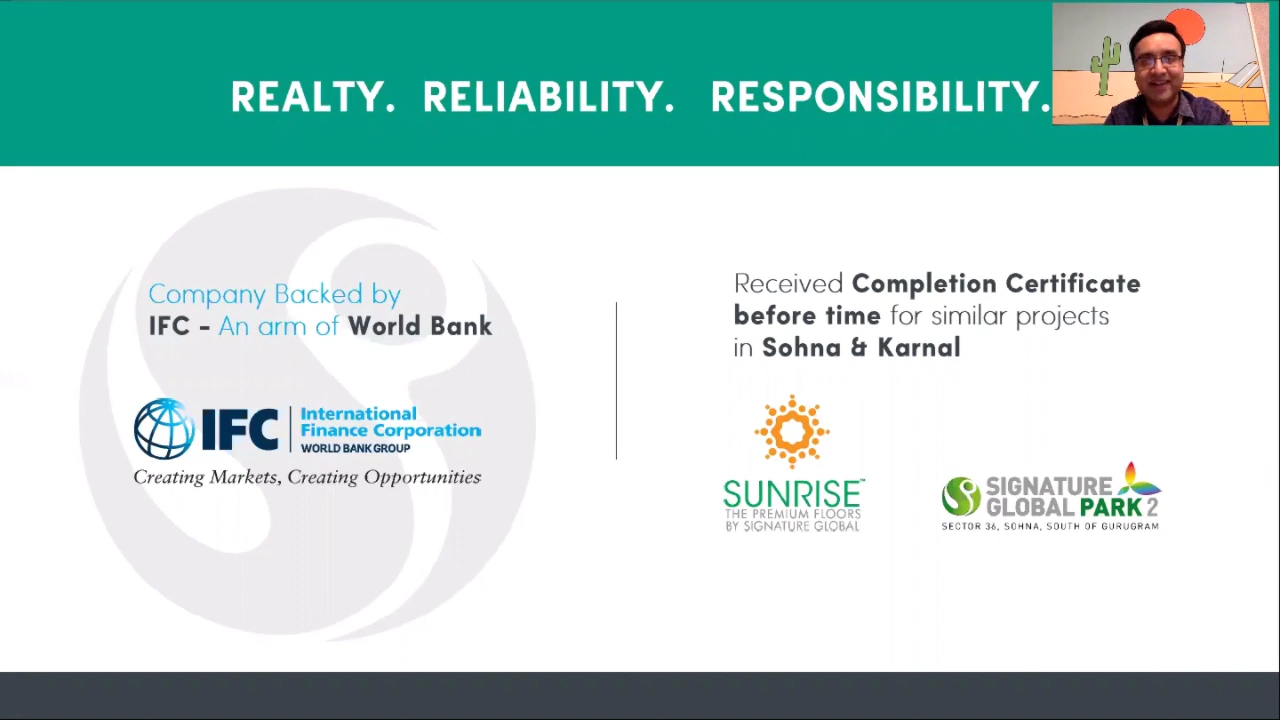 REALTY. RELIABILITY. RESPONSIBILITY.
Company Backed by
IFC - An arm of World Bank
IFC
International
Finance Corporation
WORLD BANK GROUP
Creating Markets, Creating Opportunities
Received Completion Certificate
before time for similar projects
in Sohna & Karnal
SUNRISE™
THE PREMIUM FLOORS
BY SIGNATURE GLOBAL
SIGNATURE
GLOBAL PARK 2
SECTOR 36, SOHNA, SOUTH OF GURUGRAM